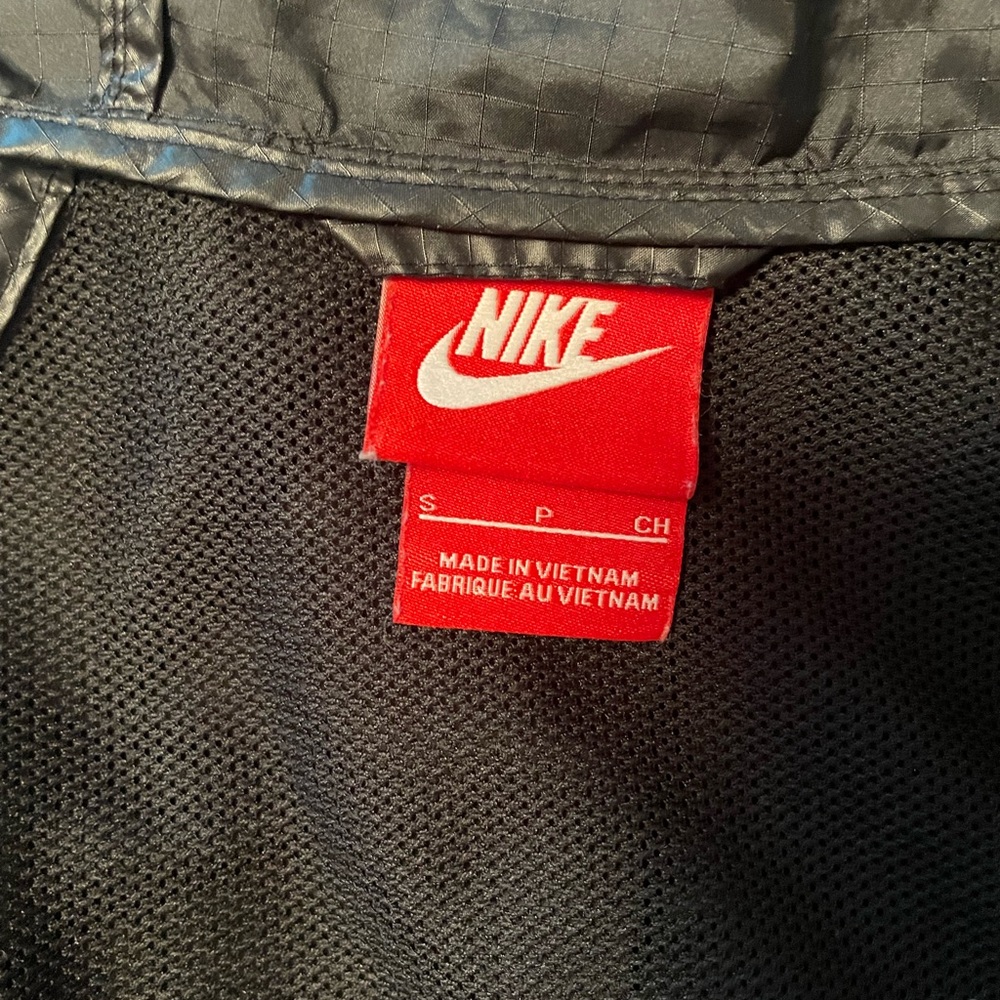 NIKE
S P CH
MADE IN VIETNAM
FABRIQUE AU VIETNAM